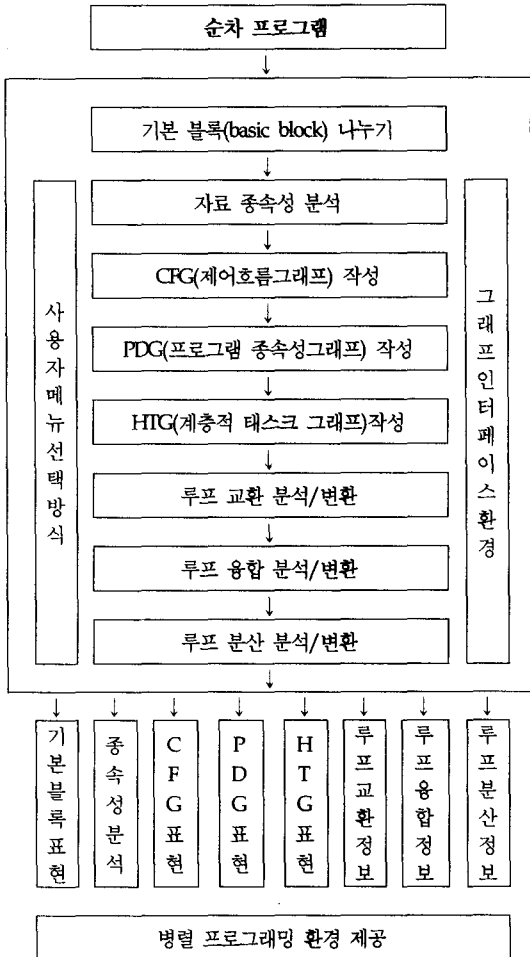 순차 프로그램
기본 블록(basic block) 나누기
자료 종속성 분석
CFG(제어흐름그래프) 작성
PDG(프로그램 종속성그래프) 작성
HTG(계층적 태스크 그래프)작성
루프 교환 분석/변환
루프 융합 분석/변환
루프 분산 분석/변환
사용자메뉴선택방식
그래프인터페이스환경
기본블록표현
종속성분석
CFG표현
PDG표현
HTG표현
루프교환정보
루프융합정보
루프분산정보
병렬 프로그래밍 환경 제공